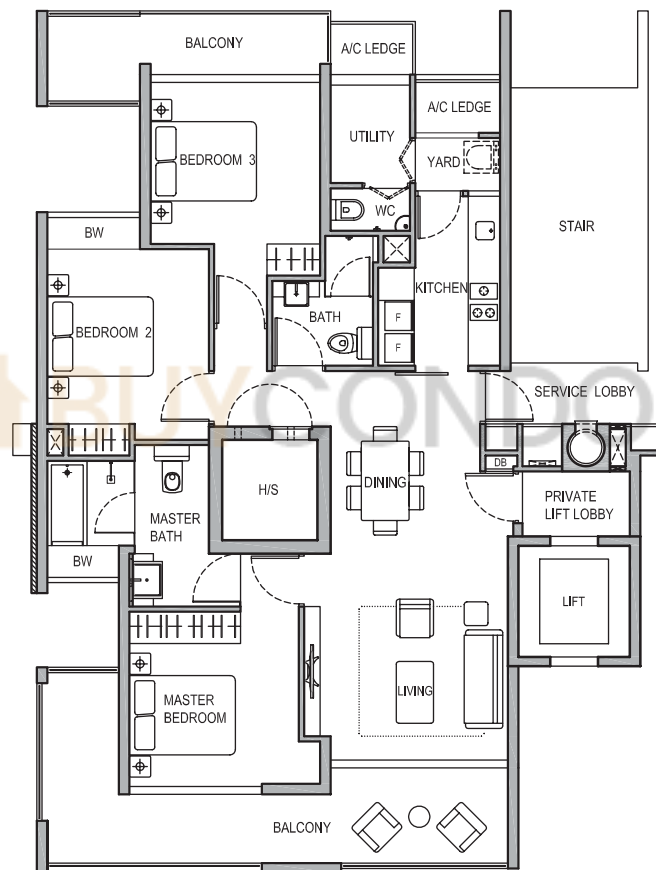 BALCONY
A/C LEDGE
A/C LEDGE
UTILITY
BEDROOM 3
YARD
WC
STAIR
BW
KITCHEN
BATH
F
BEDROOM 2
F
SERVICE LOBBY
BUYCONDO
DB
DINING
H/S
PRIVATE
LIFT LOBBY
MASTER
BATH
BW
LIFT
LIVING
MASTER
BEDROOM
BALCONY